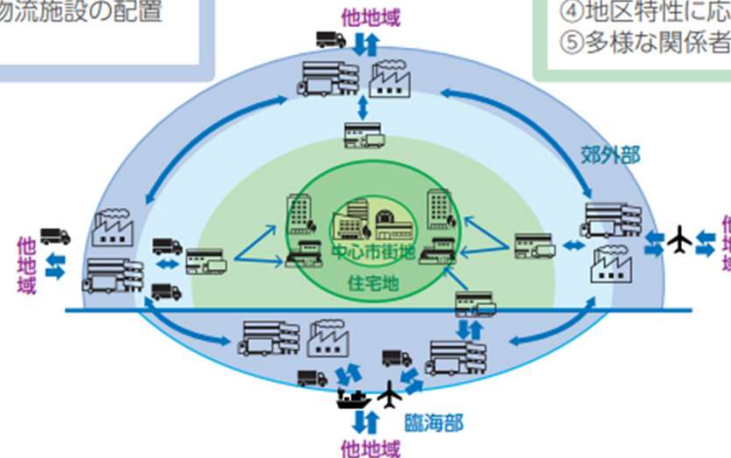 物流施設の配置
④地区特性に応
⑤多様な関係者
他地域
郊外部
中心市街地
住宅地
他地域
他地域
臨海部
他地域